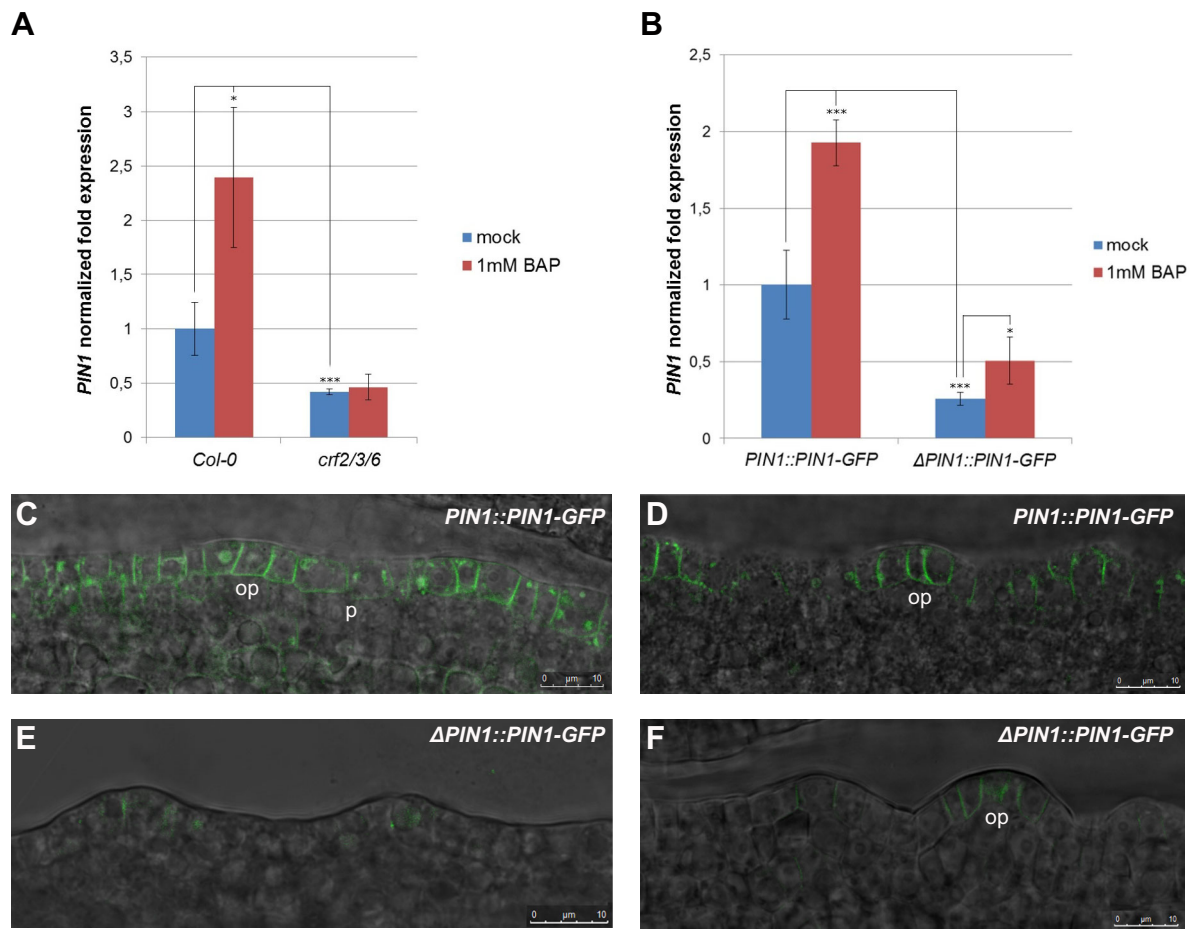 A
PIN1 normalized fold expression
3,5
3
2,5
2
1,5
1
0,5
0
*
***
Col-0
crf2/3/6
mock
1mM BAP
B
PIN1 normalized fold expression
2,5
2
1,5
1
0,5
0
***
***
*
PIN1::PIN1-GFP
ΔPIN1::PIN1-GFP
mock
1mM BAP
C
PIN1::PIN1-GFP
op
p
0 µm 10
D
PIN1::PIN1-GFP
op
0 µm 10
E
ΔPIN1::PIN1-GFP
0 µm 10
F
ΔPIN1::PIN1-GFP
op
0 µm 10